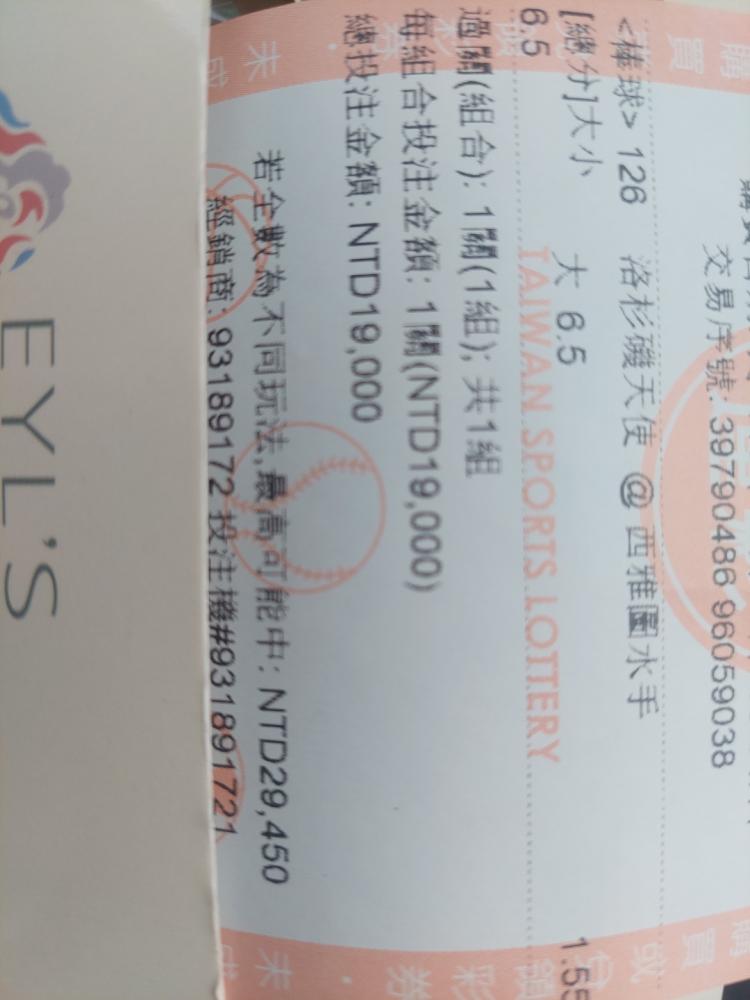 交易序號: 39790486 96059038
<棒球> 126 洛杉磯天使 @ 西雅圖水手
[總分]大小 大 6.5 1.55
6.5
TAIWAN SPORTS LOTTERY
過關(組合): 1關(1組); 共1組
每組合投注金額: 1關(NTD19,000)
總投注金額: NTD19,000
若全數為不同玩法,最高可能中: NTD29,450
經銷商: 93189172 投注機#931891721
EYL'S